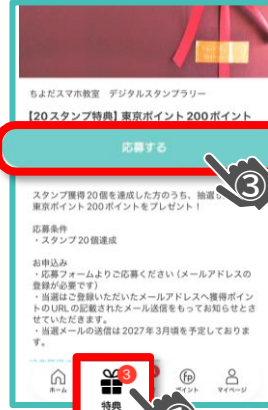 ちよだスマホ教室 デジタルスタンプラリー
【20スタンプ特典】東京ポイント200ポイント
応募する
③
スタンプ獲得20個を達成した方のうち、抽選
東京ポイント200ポイントをプレゼント！
応募条件
・スタンプ20個達成
お申込み
・応募フォームよりご応募ください（メールアドレスの
登録が必要です）
・当選はご登録いただいたメールアドレスへ獲得ポイン
トのURLの記載されたメール送信をもってお知らせとさ
せていただきます。
・当選メールの送信は2027年3月頃を予定しておりま
す。
3
ホーム
特典
fp
ポイント
マイページ